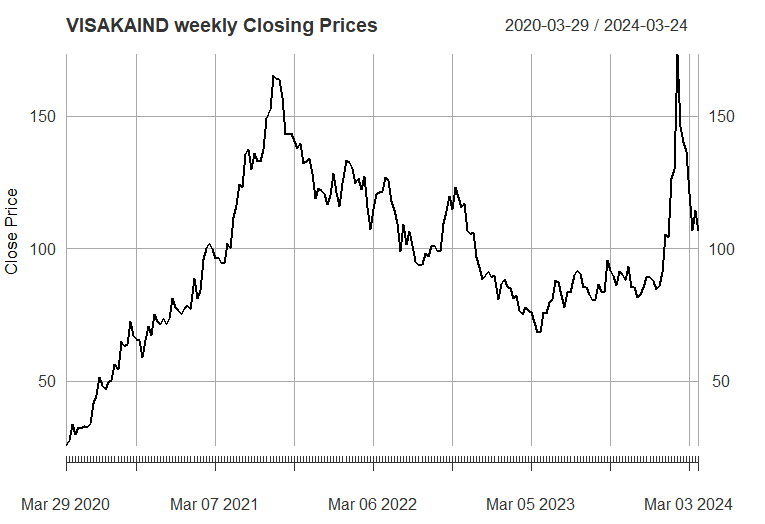 VISAKAIND weekly Closing Prices 2020-03-29 / 2024-03-24
150 150
100 100
50 50
Close Price
Mar 29 2020 Mar 07 2021 Mar 06 2022 Mar 05 2023 Mar 03 2024